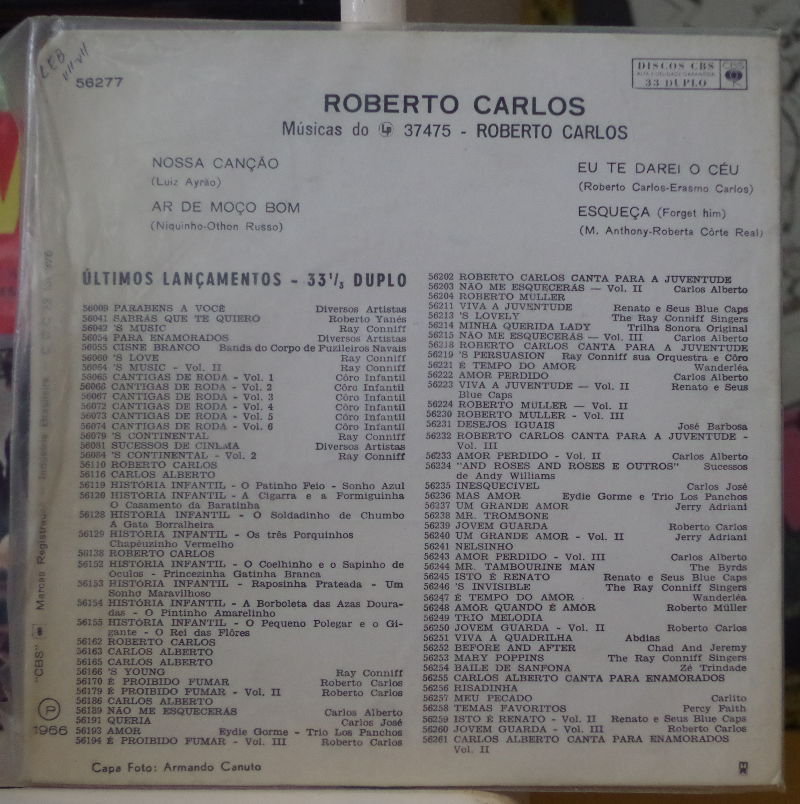 LEB
VII-VII
56277
DISCOS CBS
ALTA FIDELIDADE GARANTIDA
33 DUPLO
CBS
ROBERTO CARLOS
Músicas do LP 37475 - ROBERTO CARLOS
NOSSA CANÇÃO
(Luiz Ayrão)
AR DE MOÇO BOM
(Niquinho-Othon Russo)
EU TE DAREI O CÉU
(Roberto Carlos-Erasmo Carlos)
ESQUEÇA (Forget him)
(M. Anthony-Roberta Côrte Real)
ÚLTIMOS LANÇAMENTOS - 33 1/3 DUPLO
56009 PARABENS A VOCÊ Diversos Artistas
56041 SABRÁS QUE TE QUIERO Roberto Yanés
56042 'S MUSIC Ray Conniff
56054 PARA ENAMORADOS Diversos Artistas
56055 CISNE BRANCO Banda do Corpo de Fuzileiros Navais
56060 'S LOVE Ray Conniff
56064 'S MUSIC - Vol. II Ray Conniff
56065 CANTIGAS DE RODA - Vol. 1 Côro Infantil
56066 CANTIGAS DE RODA - Vol. 2 Côro Infantil
56067 CANTIGAS DE RODA - Vol. 3 Côro Infantil
56072 CANTIGAS DE RODA - Vol. 4 Côro Infantil
56073 CANTIGAS DE RODA - Vol. 5 Côro Infantil
56074 CANTIGAS DE RODA - Vol. 6 Côro Infantil
56079 'S CONTINENTAL Ray Conniff
56081 SUCESSOS DE CINEMA Diversos Artistas
56084 'S CONTINENTAL - Vol. 2 Ray Conniff
56110 ROBERTO CARLOS
56116 CARLOS ALBERTO
56119 HISTÓRIA INFANTIL - O Patinho Feio - Sonho Azul
56120 HISTÓRIA INFANTIL - A Cigarra e a Formiguinha
O Casamento da Baratinha
56128 HISTÓRIA INFANTIL - O Soldadinho de Chumbo
A Gata Borralheira
56129 HISTÓRIA INFANTIL - Os três Porquinhos
Chapèuzinho Vermelho
56138 ROBERTO CARLOS
56152 HISTÓRIA INFANTIL - O Coelhinho e o Sapinho de
Óculos - Princezinha Gatinha Branca
56153 HISTÓRIA INFANTIL - Raposinha Prateada - Um
Sonho Maravilhoso
56154 HISTÓRIA INFANTIL - A Borboleta das Azas Doura-
das - O Pintinho Amarelinho
56155 HISTÓRIA INFANTIL - O Pequeno Polegar e o Gi-
gante - O Rei das Flôres
56162 ROBERTO CARLOS
56163 CARLOS ALBERTO
56165 CARLOS ALBERTO
56166 'S YOUNG Ray Conniff
56170 É PROIBIDO FUMAR Roberto Carlos
56179 É PROIBIDO FUMAR - Vol. II Roberto Carlos
56186 CARLOS ALBERTO
56189 NÃO ME ESQUECERÁS Carlos Alberto
56191 QUERIA Carlos José
56193 AMOR Eydie Gorme - Trio Los Panchos
56194 É PROIBIDO FUMAR - Vol. III Roberto Carlos
56202 ROBERTO CARLOS CANTA PARA A JUVENTUDE
56203 NÃO ME ESQUECERÁS — Vol. II Carlos Alberto
56204 ROBERTO MULLER
56211 VIVA A JUVENTUDE Renato e Seus Blue Caps
56213 'S LOVELY The Ray Conniff Singers
56214 MINHA QUERIDA LADY Trilha Sonora Original
56215 NÃO ME ESQUECERÁS — Vol. III Carlos Alberto
56218 ROBERTO CARLOS CANTA PARA A JUVENTUDE
56219 'S PERSUASION Ray Conniff sua Orquestra e Côro
56221 É TEMPO DO AMOR Wanderléa
56222 AMOR PERDIDO Carlos Alberto
56223 VIVA A JUVENTUDE — Vol. II Renato e Seus
Blue Caps
56224 ROBERTO MULLER — Vol. II
56230 ROBERTO MULLER - Vol. III
56231 DESEJOS IGUAIS José Barbosa
56232 ROBERTO CARLOS CANTA PARA A JUVENTUDE -
Vol. III
56233 AMOR PERDIDO - Vol. II Carlos Alberto
56234 "AND ROSES AND ROSES E OUTROS" Sucessos
de Andy Williams
56235 INESQUECIVEL Carlos José
56236 MAS AMOR Eydie Gorme e Trio Los Panchos
56237 UM GRANDE AMOR Jerry Adriani
56238 MR. TROMBONE
56239 JOVEM GUARDA Roberto Carlos
56240 UM GRANDE AMOR - Vol. II Jerry Adriani
56241 NELSINHO
56243 AMOR PERDIDO - Vol. III Carlos Alberto
56244 MR. TAMBOURINE MAN The Byrds
56245 ISTO É RENATO Renato e Seus Blue Caps
56246 'S INVISIBLE The Ray Conniff Singers
56247 É TEMPO DO AMOR Wanderléa
56248 AMOR QUANDO É AMOR Roberto Müller
56249 TRIO MELODIA
56250 JOVEM GUARDA - Vol. II Roberto Carlos
56251 VIVA A QUADRILHA Abdias
56252 BEFORE AND AFTER Chad And Jeremy
56253 MARY POPPINS The Ray Conniff Singers
56254 BAILE DE SANFONA Zé Trindade
56255 CARLOS ALBERTO CANTA PARA ENAMORADOS
56256 RISADINHA
56257 MEU PECADO Carlito
56258 TEMAS FAVORITOS Percy Faith
56259 ISTO É RENATO - Vol. II Renato e Seus Blue Caps
56260 JOVEM GUARDA - Vol. III Roberto Carlos
56261 CARLOS ALBERTO CANTA PARA ENAMORADOS
Vol. II
"CBS" Marcas Registradas
P
1966
Capa Foto: Armando Canuto